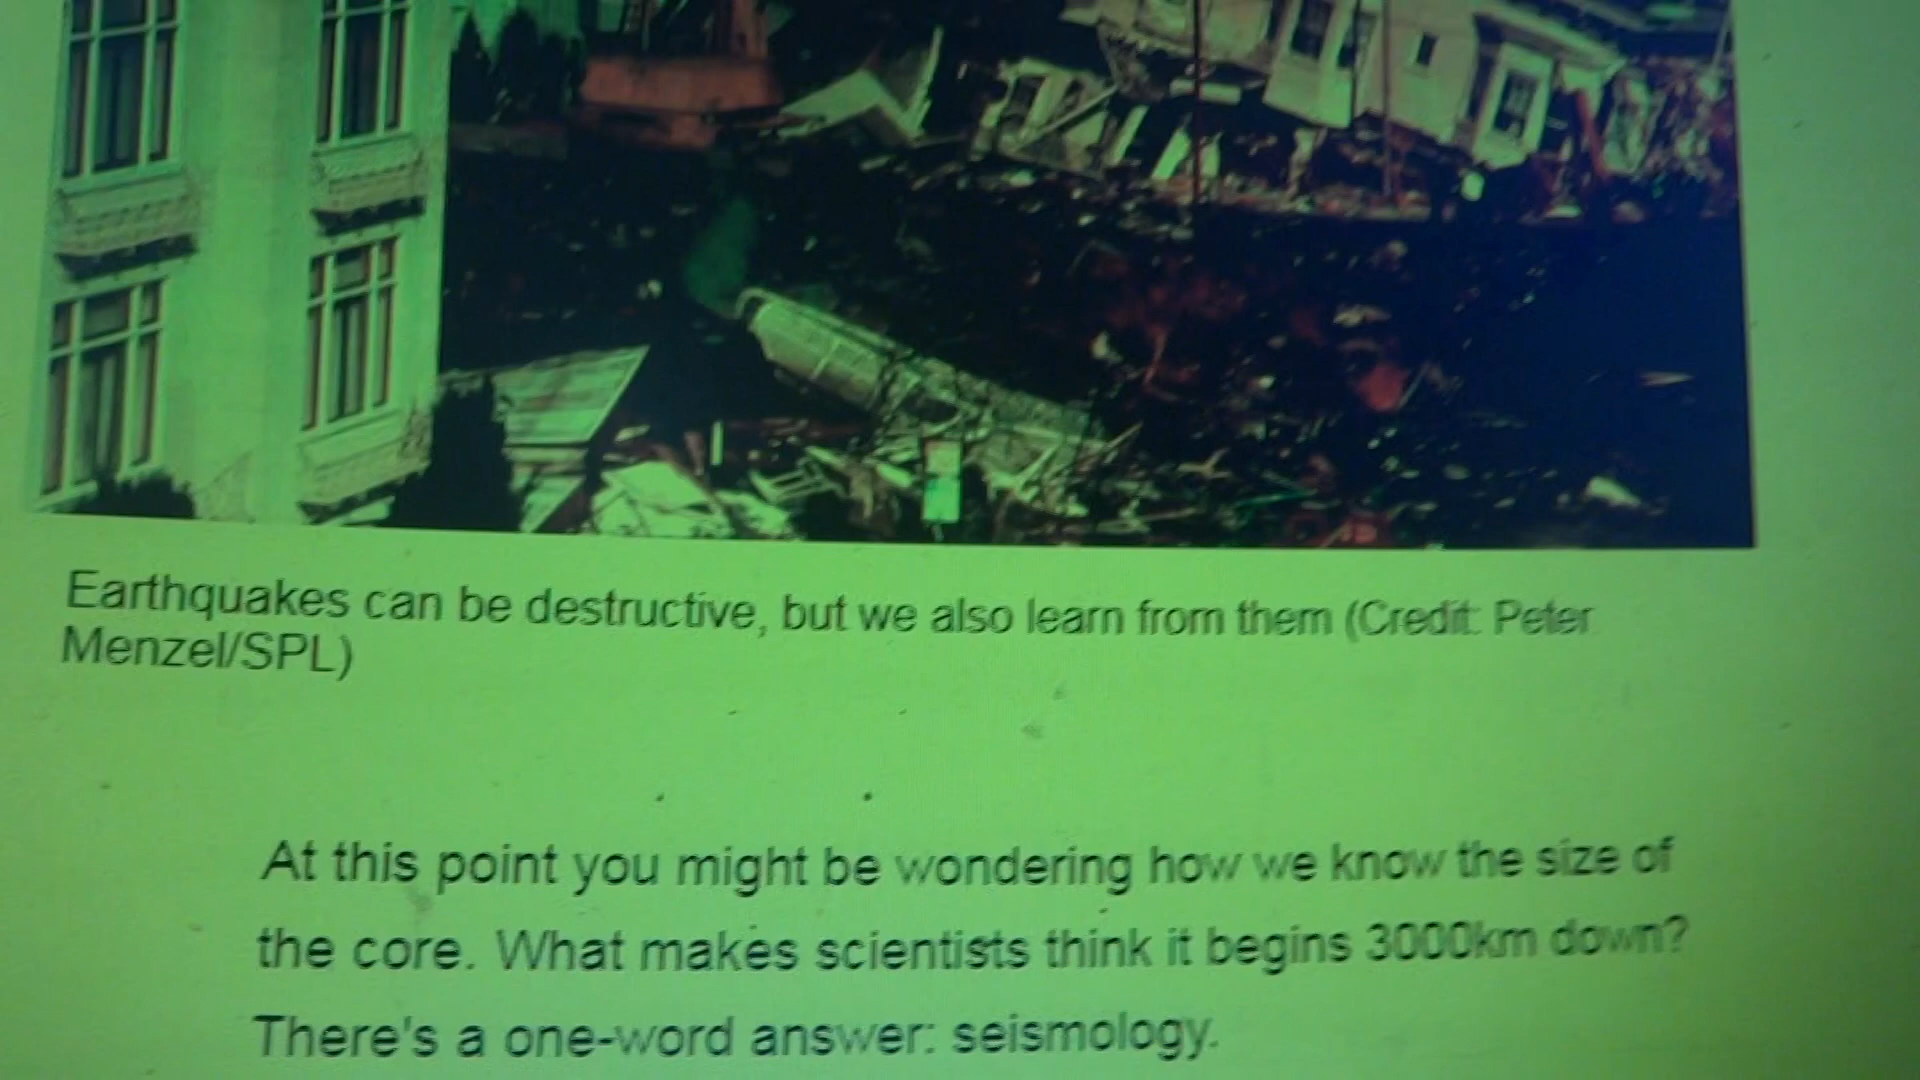 Earthquakes can be destructive, but we also learn from them (Credit: Peter
Menzel/SPL)
At this point you might be wondering how we know the size of
the core. What makes scientists think it begins 3000km down?
There's a one-word answer: seismology.